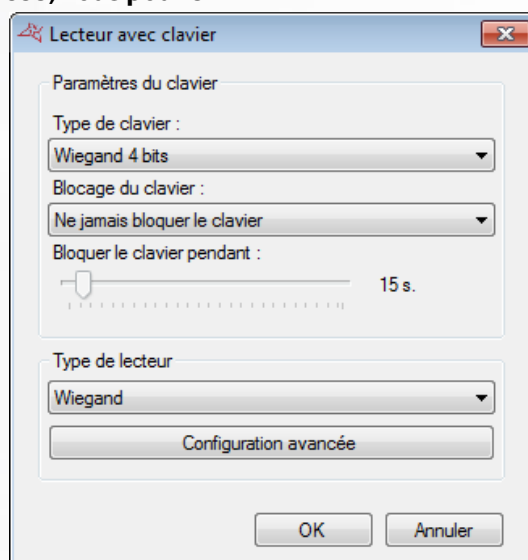 Lecteur avec clavier
Paramètres du clavier
Type de clavier :
Wiegand 4 bits
Blocage du clavier :
Ne jamais bloquer le clavier
Bloquer le clavier pendant :
15 s.
Type de lecteur
Wiegand
Configuration avancée
OK Annuler